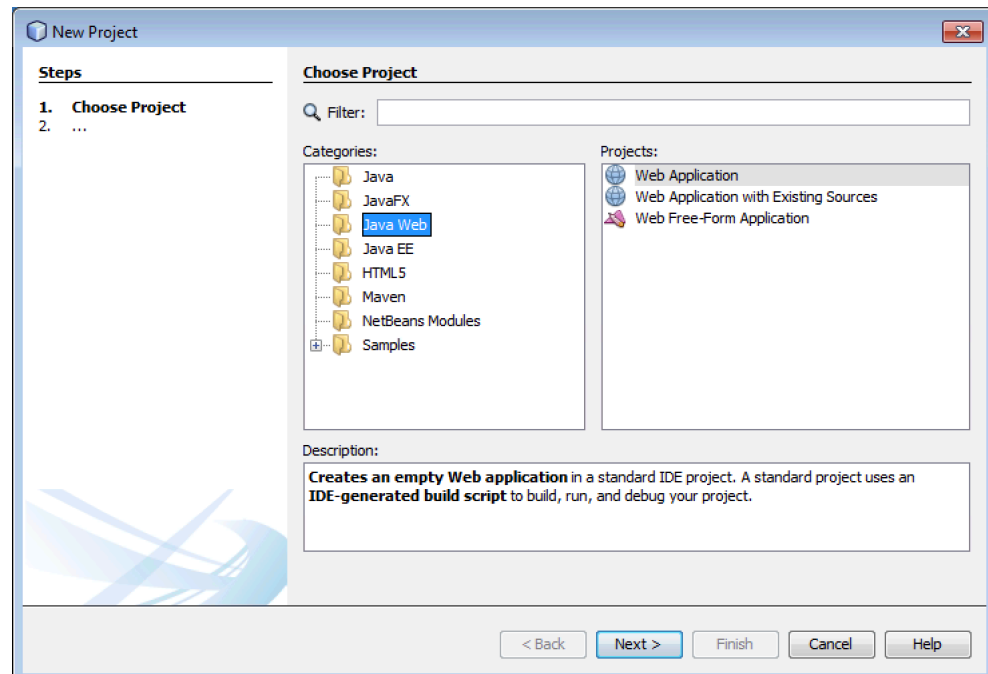 New Project
Steps
1. Choose Project
2. ...
Choose Project
Filter:
Categories:
Java
JavaFX
Java Web
Java EE
HTML5
Maven
NetBeans Modules
Samples
Projects:
Web Application
Web Application with Existing Sources
Web Free-Form Application
Description:
Creates an empty Web application in a standard IDE project. A standard project uses an
IDE-generated build script to build, run, and debug your project.
< Back
Next >
Finish
Cancel
Help